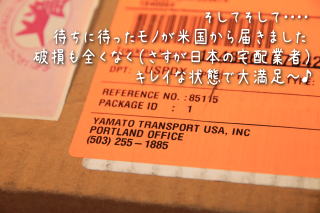 そしてそして・・・・
待ちに待ったモノが米国から届きました
破損も全くなく(さすが日本の宅配業者)
キレイな状態で大満足～♪
REFERENCE NO. :85115
PACKAGE ID : 1
YAMATO TRANSPORT USA, INC
PORTLAND OFFICE
(503) 255-1885